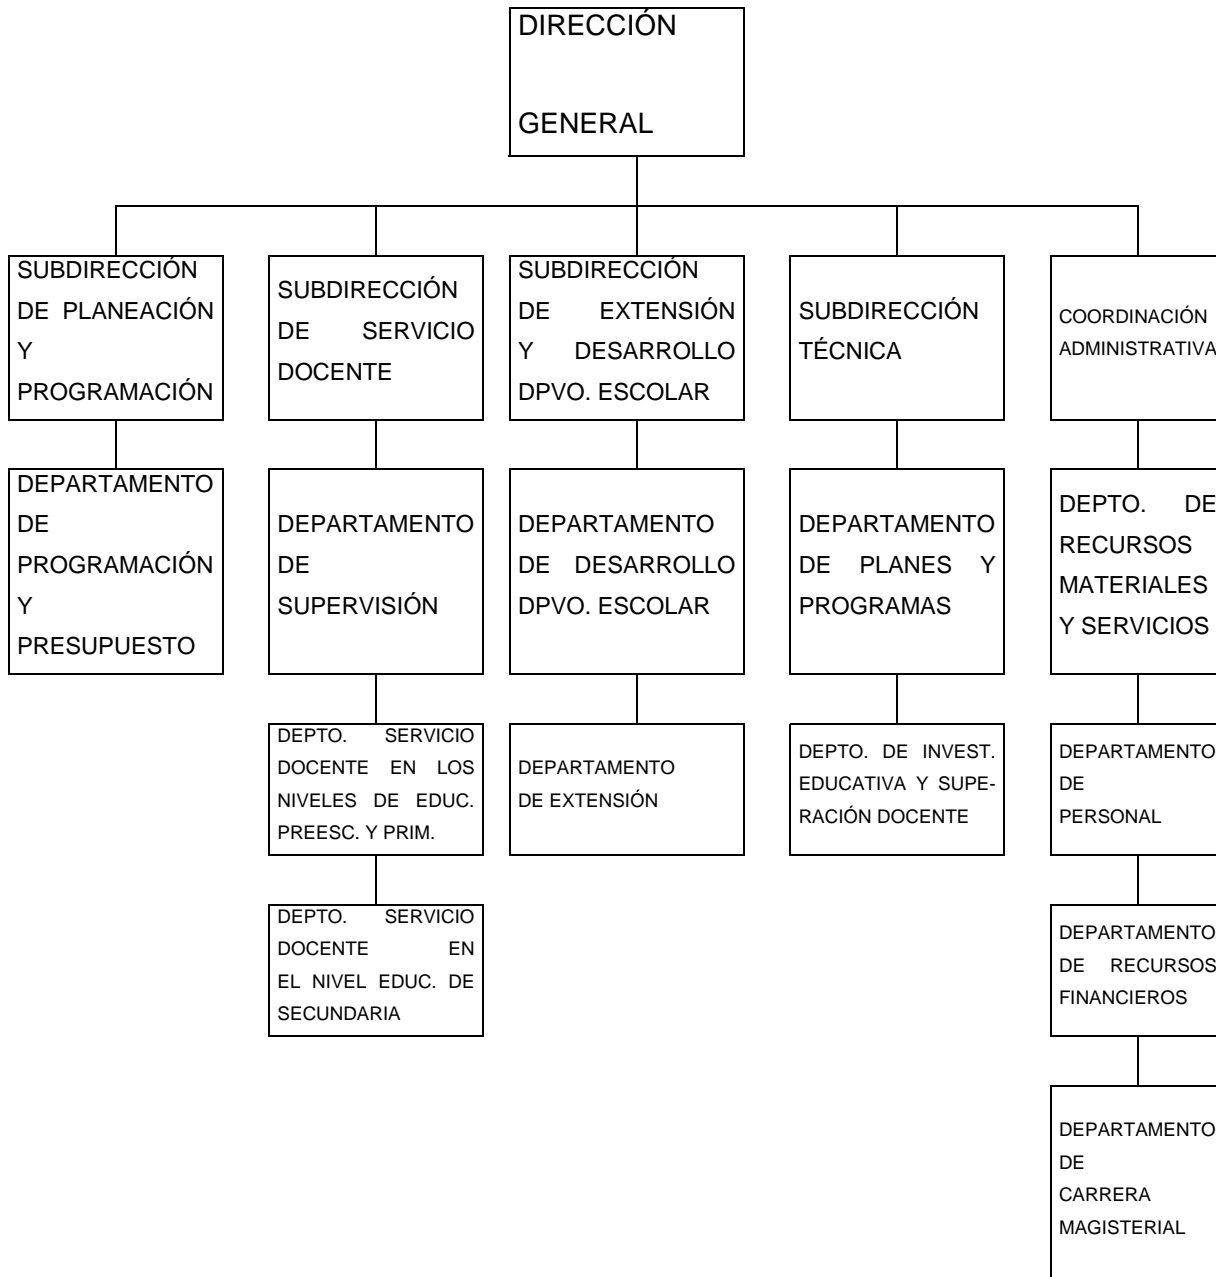 DIRECCIÓN
GENERAL
SUBDIRECCIÓN
DE PLANEACIÓN
Y
PROGRAMACIÓN
SUBDIRECCIÓN
DE SERVICIO
DOCENTE
SUBDIRECCIÓN
DE EXTENSIÓN
Y DESARROLLO
DPVO. ESCOLAR
SUBDIRECCIÓN
TÉCNICA
COORDINACIÓN
ADMINISTRATIVA
DEPARTAMENTO
DE
PROGRAMACIÓN
Y
PRESUPUESTO
DEPARTAMENTO
DE
SUPERVISIÓN
DEPARTAMENTO
DE DESARROLLO
DPVO. ESCOLAR
DEPARTAMENTO
DE PLANES Y
PROGRAMAS
DEPTO. DE
RECURSOS
MATERIALES
Y SERVICIOS
DEPTO. SERVICIO
DOCENTE EN LOS
NIVELES DE EDUC.
PREESC. Y PRIM.
DEPARTAMENTO
DE EXTENSIÓN
DEPTO. DE INVEST.
EDUCATIVA Y SUPE-
RACIÓN DOCENTE
DEPARTAMENTO
DE
PERSONAL
DEPTO. SERVICIO
DOCENTE EN
EL NIVEL EDUC. DE
SECUNDARIA
DEPARTAMENTO
DE RECURSOS
FINANCIEROS
DEPARTAMENTO
DE
CARRERA
MAGISTERIAL